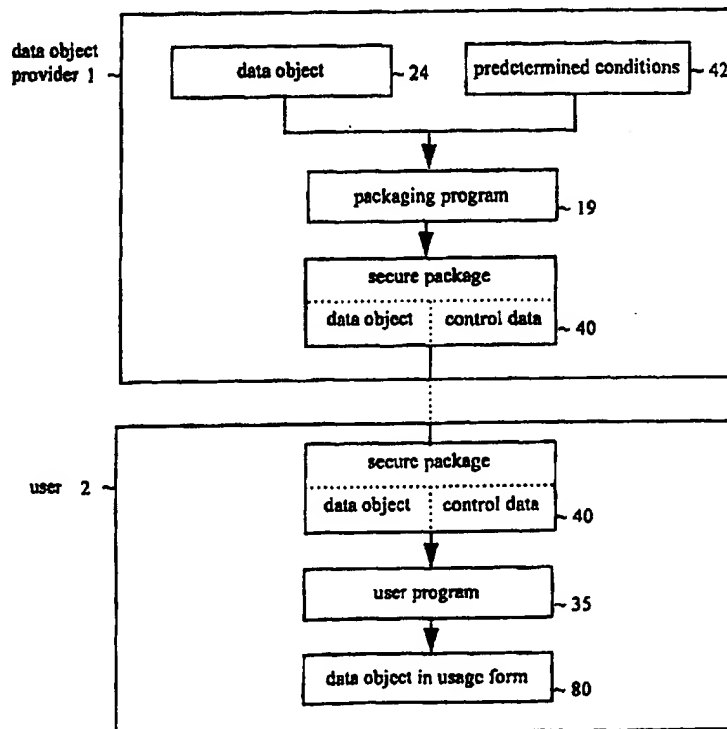 data object
provider 1
data object
~ 24
predetermined conditions
~ 42
packaging program
~ 19
secure package
data object
control data
~ 40
user 2
secure package
data object
control data
~ 40
user program
~ 35
data object in usage form
~ 80